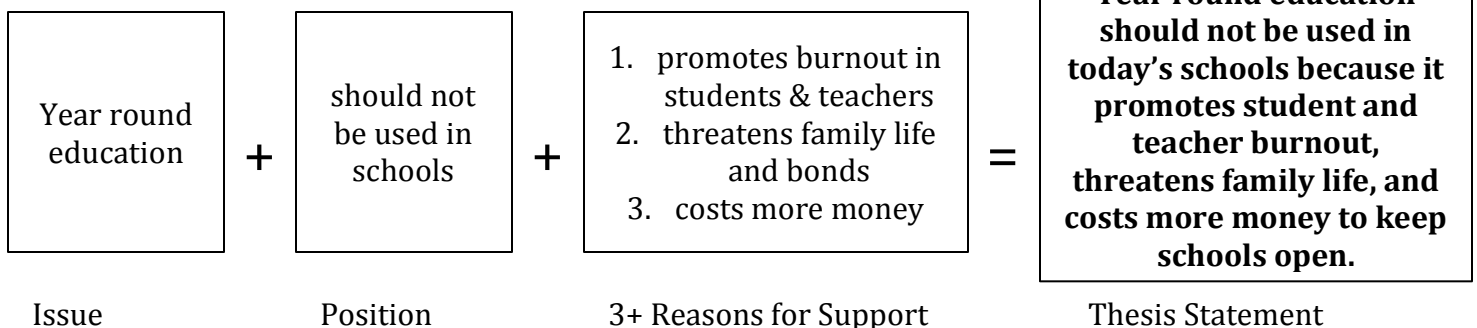 Year round
education
+
should not
be used in
schools
+
1. promotes burnout in
students & teachers
2. threatens family life
and bonds
3. costs more money
=
Year round education
should not be used in
today’s schools because it
promotes student and
teacher burnout,
threatens family life, and
costs more money to keep
schools open.
Issue
Position
3+ Reasons for Support
Thesis Statement